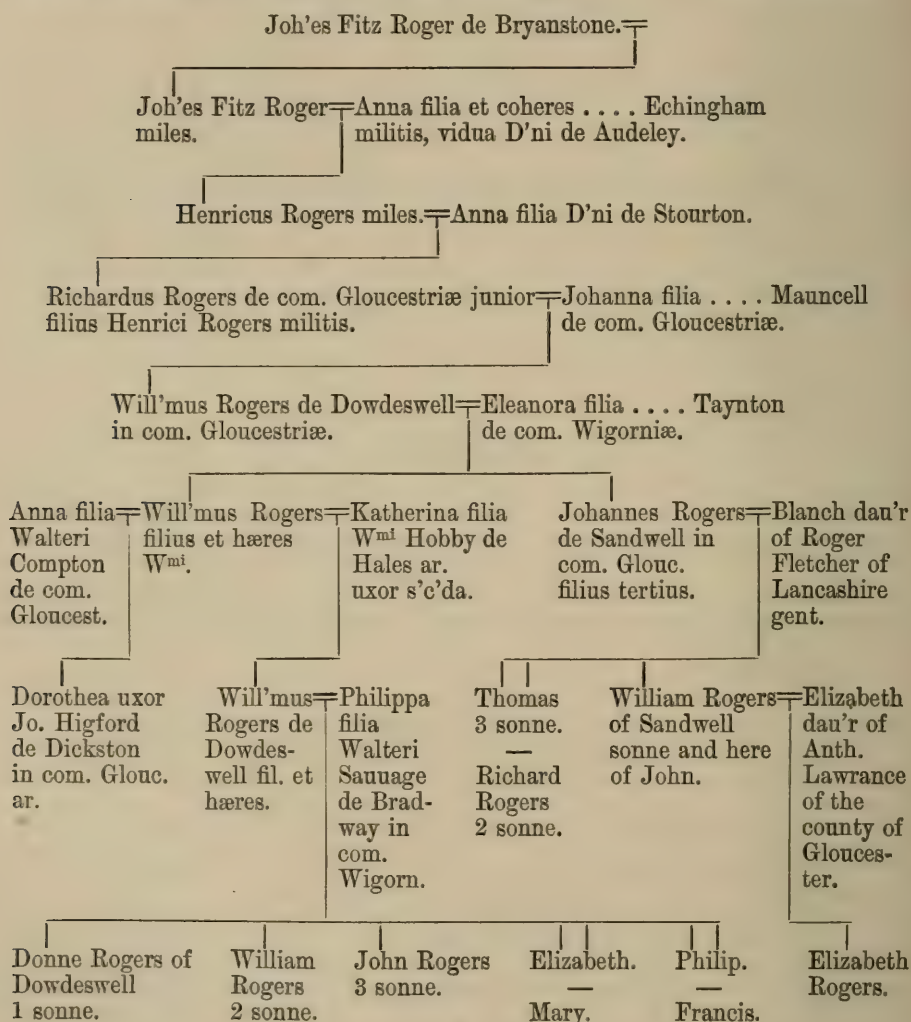 Joh'es Fitz Roger de Bryanstone.
Joh'es Fitz Roger
miles.
Anna filia et coheres . . . . Echingham
militis, vidua D'ni de Audeley.
Henricus Rogers miles.
Anna filia D'ni de Stourton.
Richardus Rogers de com. Gloucestriæ junior
filius Henrici Rogers militis.
Johanna filia . . . . Mauncell
de com. Gloucestriæ.
Will'mus Rogers de Dowdeswell
in com. Gloucestriæ.
Eleanora filia . . . . Taynton
de com. Wigorniæ.
Anna filia
Walteri
Compton
de com.
Gloucest.
Will'mus Rogers
filius et hæres
Wmi.
Katherina filia
Wmi Hobby de
Hales ar.
uxor s'c'da.
Johannes Rogers
de Sandwell in
com. Glouc.
filius tertius.
Blanch dau'r
of Roger
Fletcher of
Lancashire
gent.
Dorothea uxor
Jo. Higford
de Dickston
in com. Glouc.
ar.
Will'mus
Rogers de
Dowdes-
well fil. et
hæres.
Philippa
filia
Walteri
Sauuage
de Brad-
way in
com.
Wigorn.
Thomas
3 sonne.
—
Richard
Rogers
2 sonne.
William Rogers
of Sandwell
sonne and here
of John.
Elizabeth
dau'r of
Anth.
Lawrance
of the
county of
Glouces-
ter.
Donne Rogers of
Dowdeswell
1 sonne.
William
Rogers
2 sonne.
John Rogers
3 sonne.
Elizabeth.
—
Mary.
Philip.
—
Francis.
Elizabeth
Rogers.